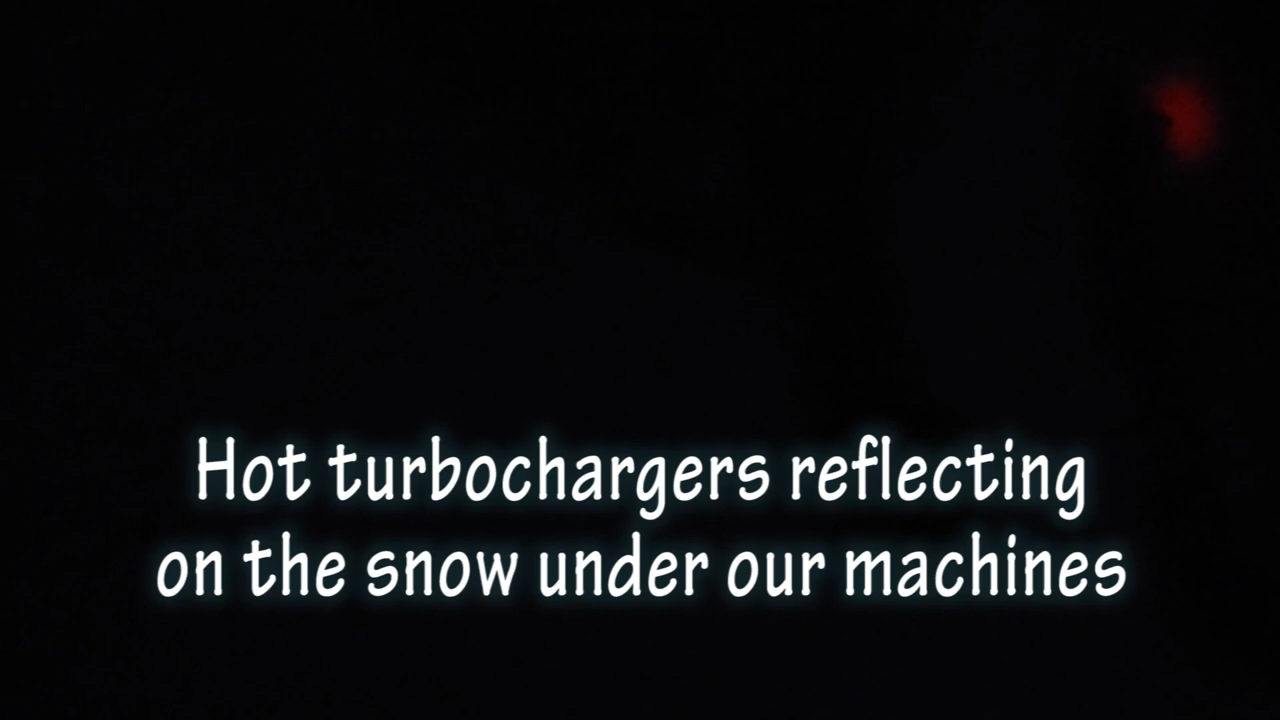 Hot turbochargers reflecting
on the snow under our machines